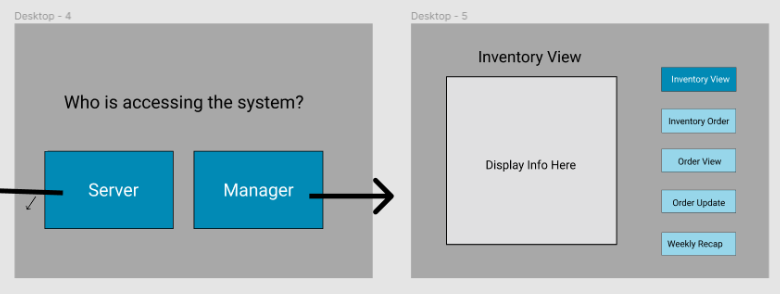 Desktop - 4
Who is accessing the system?
Server
Manager
Desktop - 5
Inventory View
Display Info Here
Inventory View
Inventory Order
Order View
Order Update
Weekly Recap